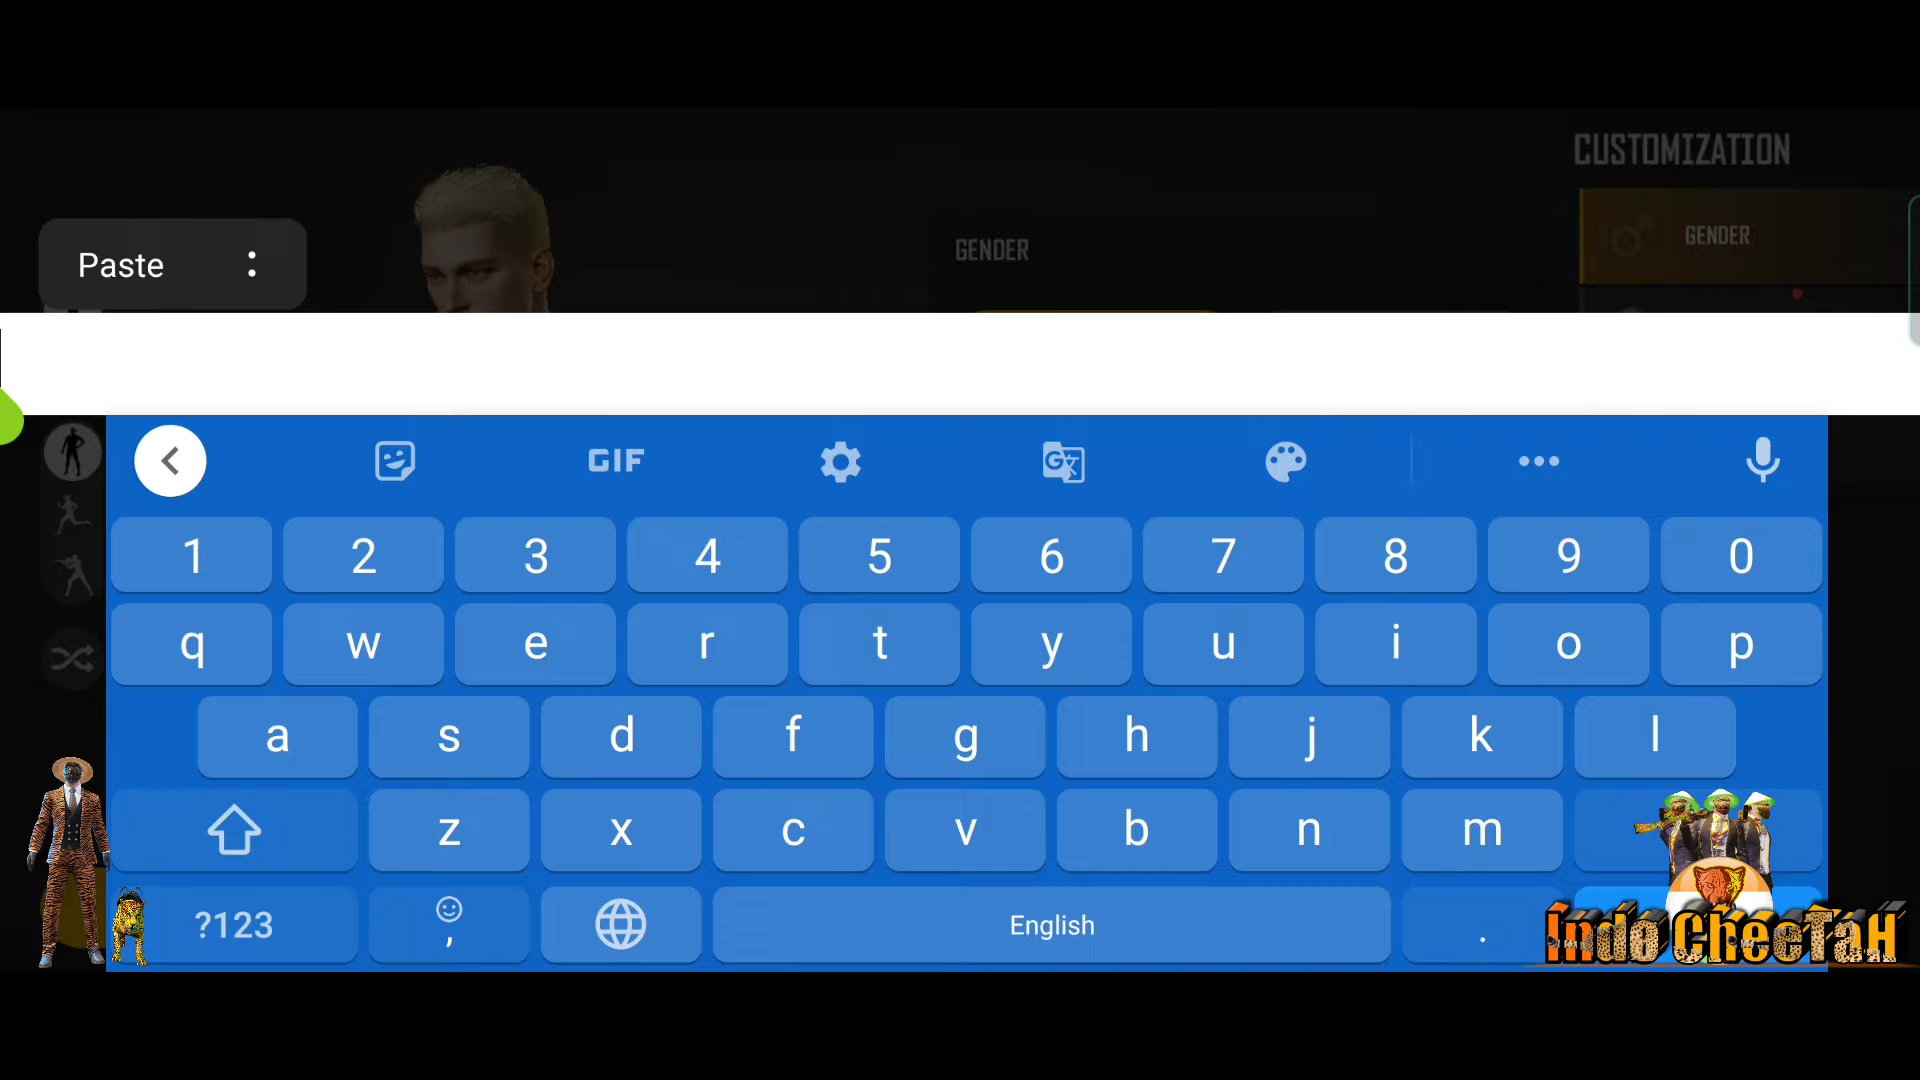 CUSTOMIZATION
GENDER
GENDER
Paste
GIF
1 2 3 4 5 6 7 8 9 0
q w e r t y u i o p
a s d f g h j k l
z x c v b n m
?123 , English .
Indo CheeTaH